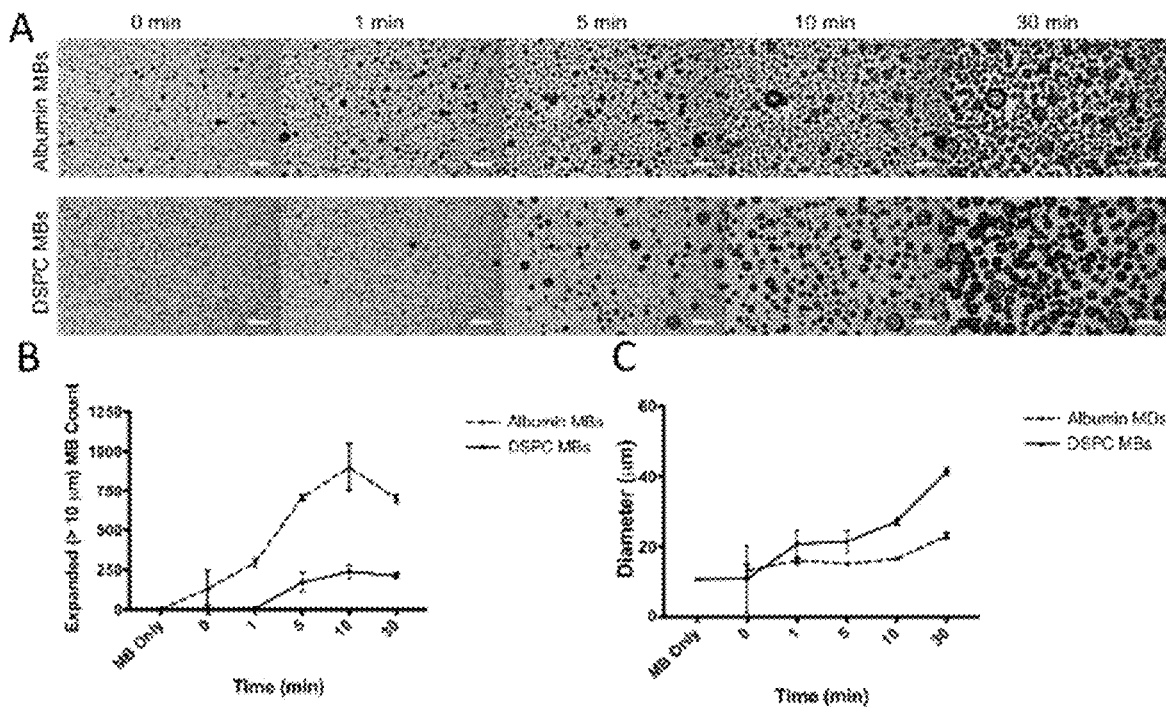 A
0 min 1 min 5 min 10 min 30 min
Albumin MBs
DSPC MBs
B
Expanded (> 10 μm) MB Count
1250
1000
750
500
250
0
MB Only 0 1 5 10 30
Time (min)
Albumin MBs
DSPC MBs
C
Diameter (μm)
60
40
20
0
MB Only 0 1 5 10 30
Time (min)
Albumin MBs
DSPC MBs